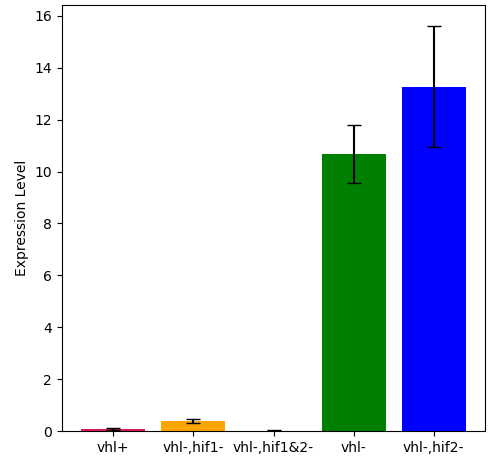 16
14
12
10
8
6
4
2
0
Expression Level
vhl+
vhl-,hif1-
vhl-,hif1&2-
vhl-
vhl-,hif2-